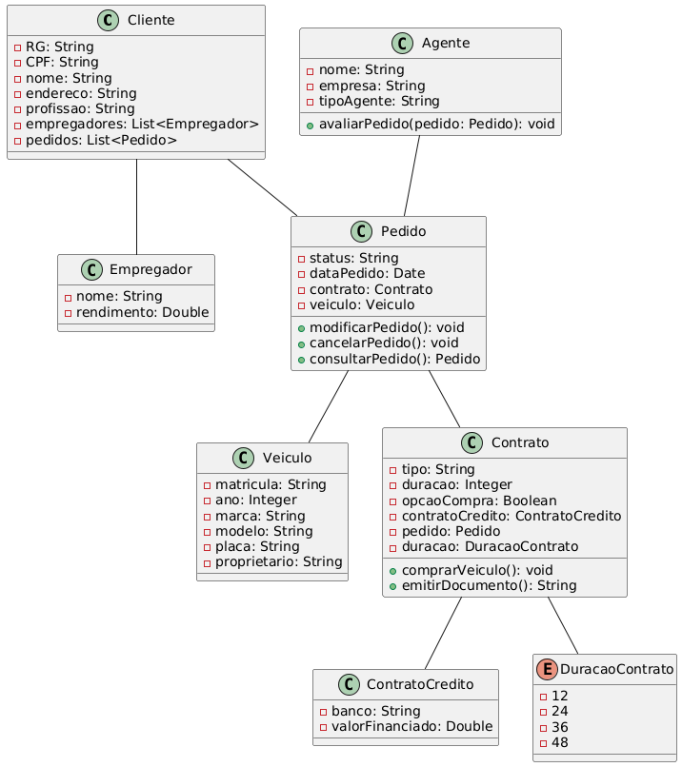 C Cliente
RG: String
CPF: String
nome: String
endereco: String
profissao: String
empregadores: List<Empregador>
pedidos: List<Pedido>
C Agente
nome: String
empresa: String
tipoAgente: String
avaliarPedido(pedido: Pedido): void
C Empregador
nome: String
rendimento: Double
C Pedido
status: String
dataPedido: Date
contrato: Contrato
veiculo: Veiculo
modificarPedido(): void
cancelarPedido(): void
consultarPedido(): Pedido
C Veiculo
matricula: String
ano: Integer
marca: String
modelo: String
placa: String
proprietario: String
C Contrato
tipo: String
duracao: Integer
opcaoCompra: Boolean
contratoCredito: ContratoCredito
pedido: Pedido
duracao: DuracaoContrato
comprarVeiculo(): void
emitirDocumento(): String
C ContratoCredito
banco: String
valorFinanciado: Double
E DuracaoContrato
12
24
36
48